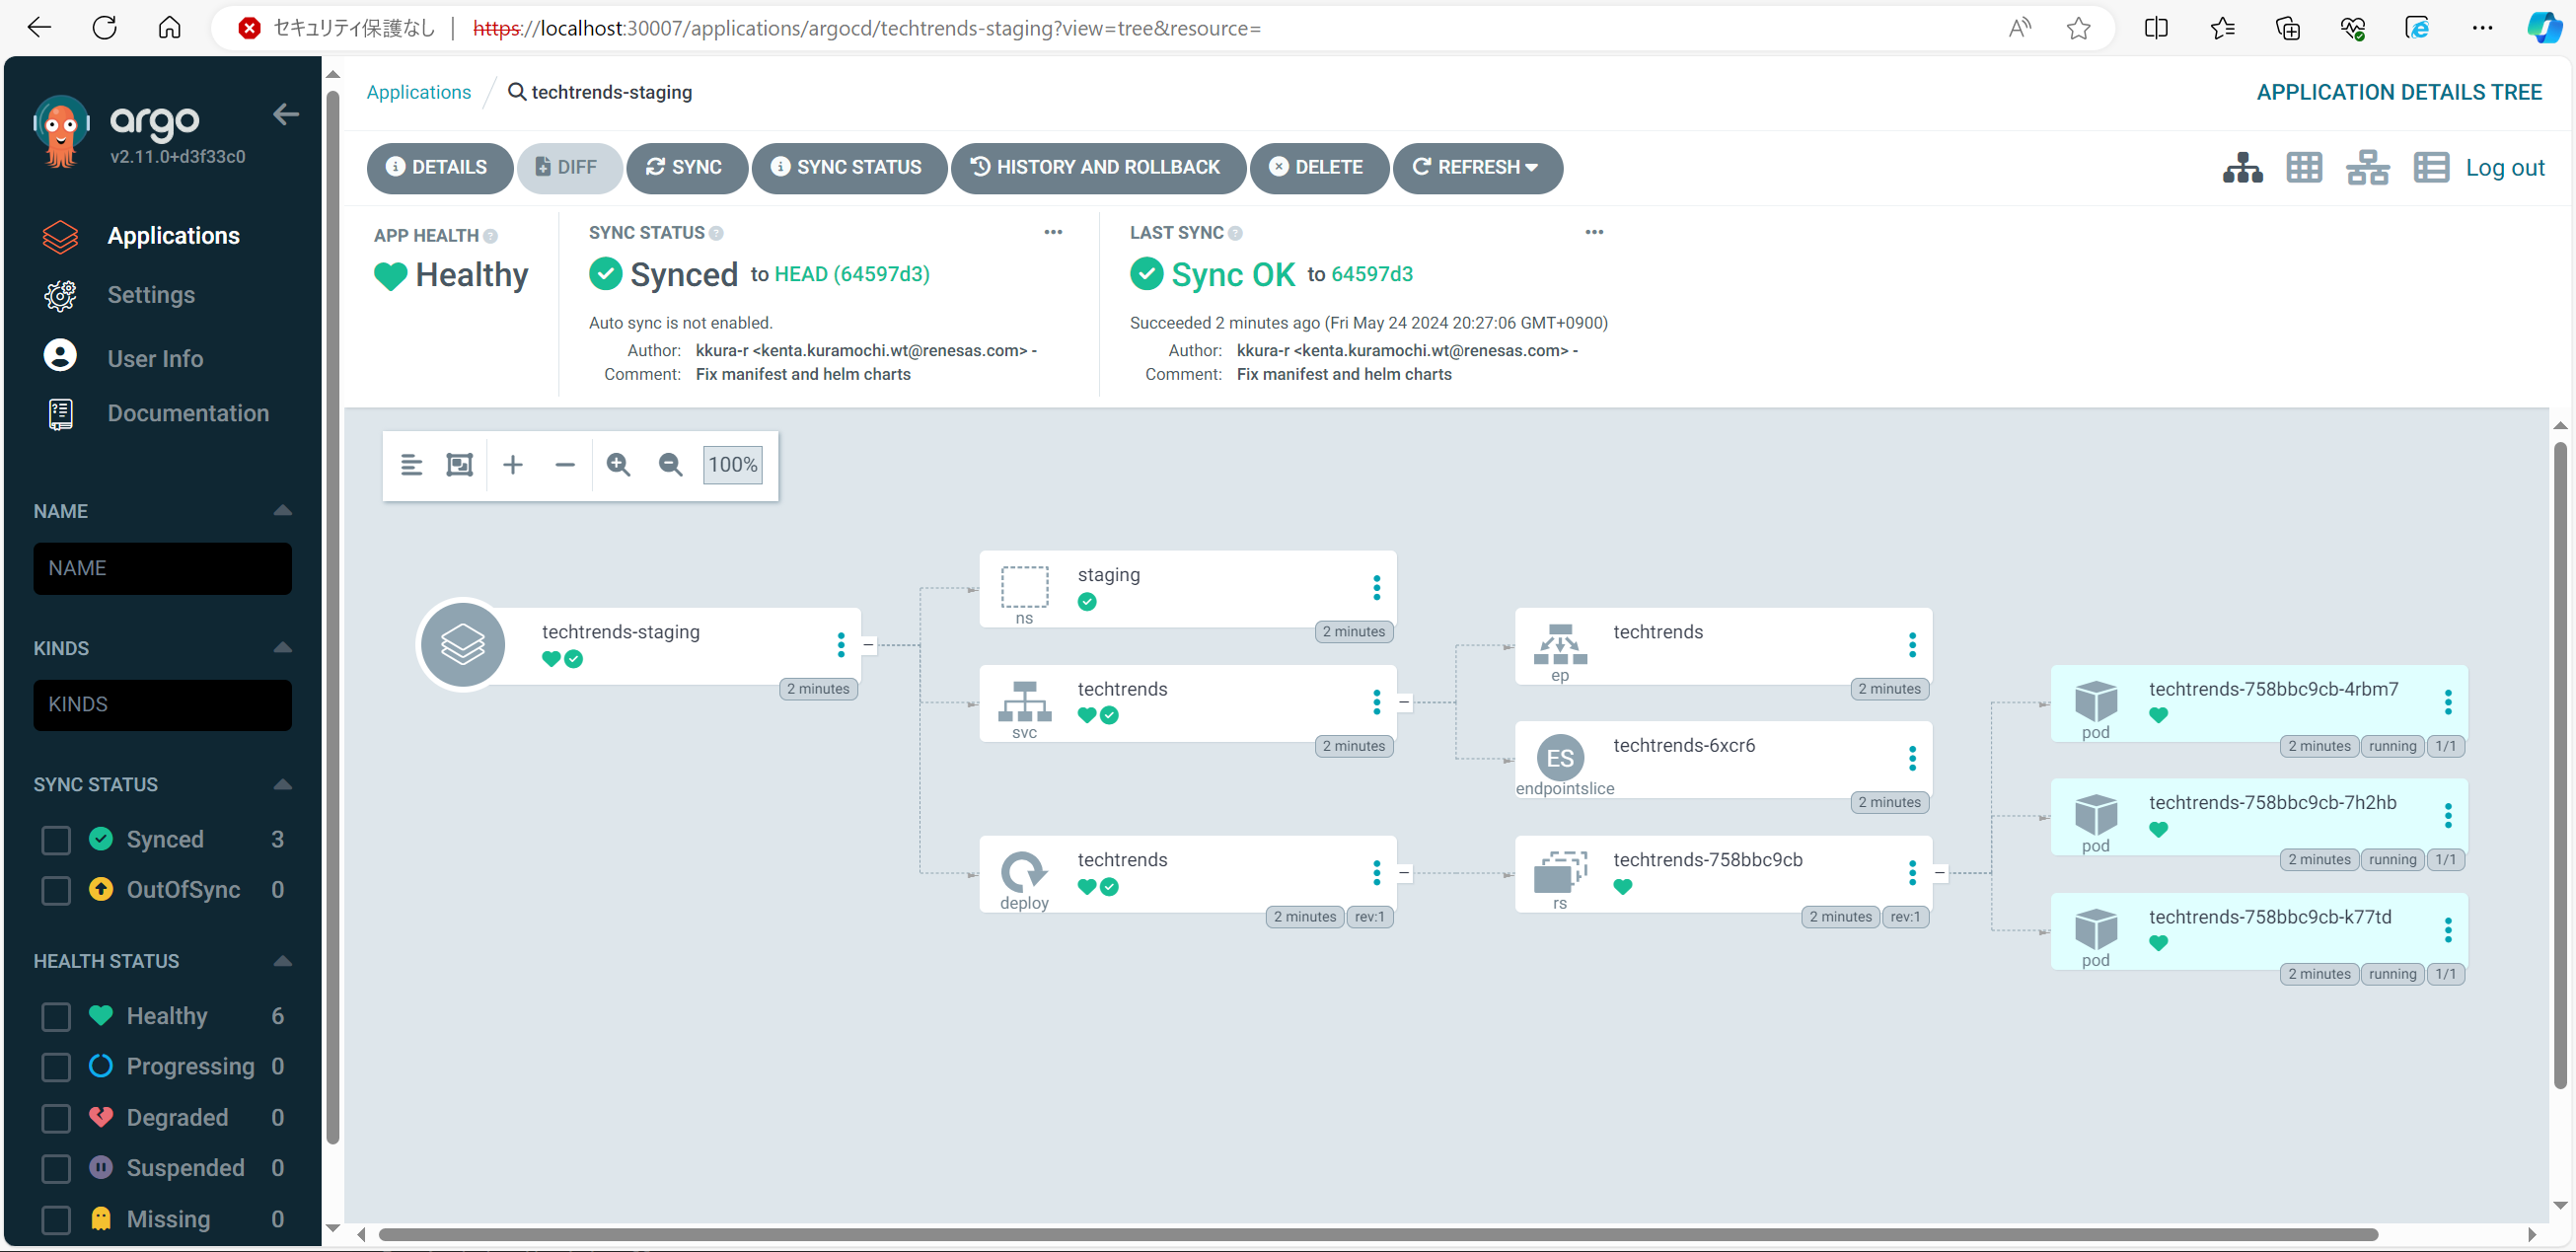 セキュリティ保護なし https://localhost:30007/applications/argocd/techtrends-staging?view=tree&resource=
argo
v2.11.0+d3f33c0
Applications
Settings
User Info
Documentation
NAME
NAME
KINDS
KINDS
SYNC STATUS
Synced 3
OutOfSync 0
HEALTH STATUS
Healthy 6
Progressing 0
Degraded 0
Suspended 0
Missing 0
Applications / techtrends-staging
APPLICATION DETAILS TREE
DETAILS DIFF SYNC SYNC STATUS HISTORY AND ROLLBACK DELETE REFRESH
Log out
APP HEALTH
Healthy
SYNC STATUS
Synced to HEAD (64597d3)
Auto sync is not enabled.
Author: kkura-r <kenta.kuramochi.wt@renesas.com> -
Comment: Fix manifest and helm charts
LAST SYNC
Sync OK to 64597d3
Succeeded 2 minutes ago (Fri May 24 2024 20:27:06 GMT+0900)
Author: kkura-r <kenta.kuramochi.wt@renesas.com> -
Comment: Fix manifest and helm charts
100%
techtrends-staging
2 minutes
staging
ns
2 minutes
techtrends
svc
2 minutes
techtrends
deploy
2 minutes rev:1
techtrends
ep
2 minutes
ES
techtrends-6xcr6
endpointslice
2 minutes
techtrends-758bbc9cb
rs
2 minutes rev:1
techtrends-758bbc9cb-4rbm7
pod
2 minutes running 1/1
techtrends-758bbc9cb-7h2hb
pod
2 minutes running 1/1
techtrends-758bbc9cb-k77td
pod
2 minutes running 1/1